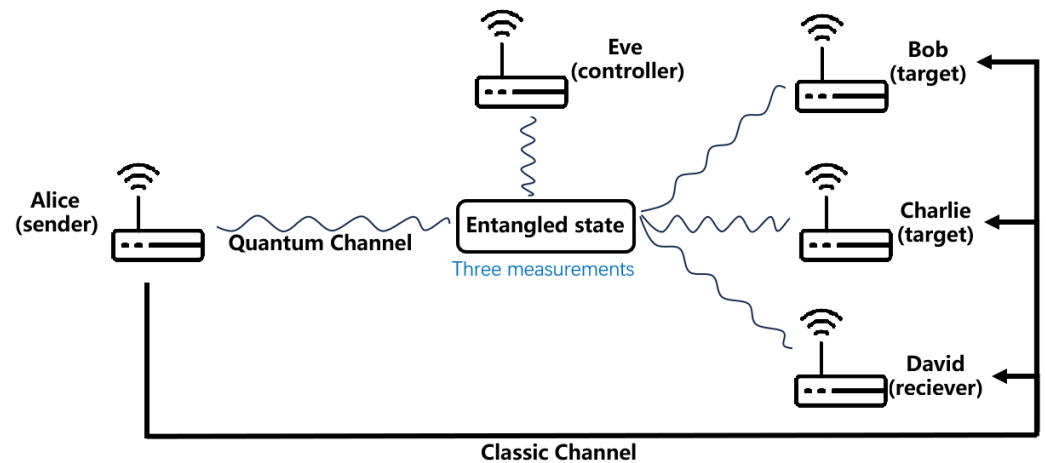 Eve
(controller)
Bob
(target)
Alice
(sender)
Quantum Channel
Entangled state
Three measurements
Charlie
(target)
David
(reciever)
Classic Channel